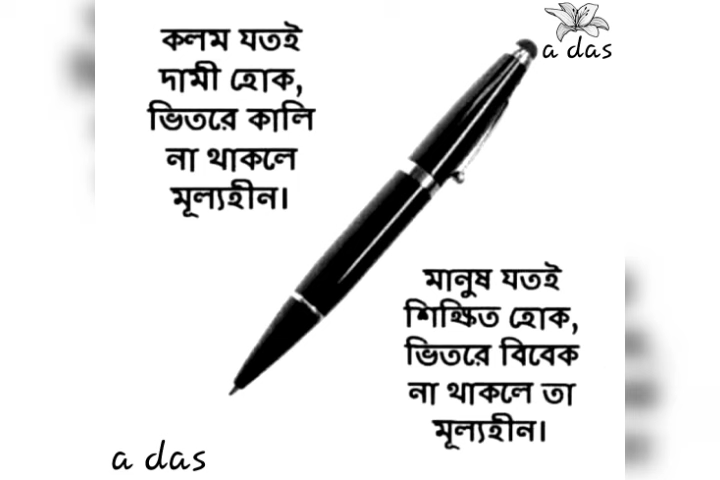 কলম যতই
দামী হোক,
ভিতরে কালি
না থাকলে
মূল্যহীন।
a das
মানুষ যতই
শিক্ষিত হোক,
ভিতরে বিবেক
না থাকলে তা
মূল্যহীন।
a das